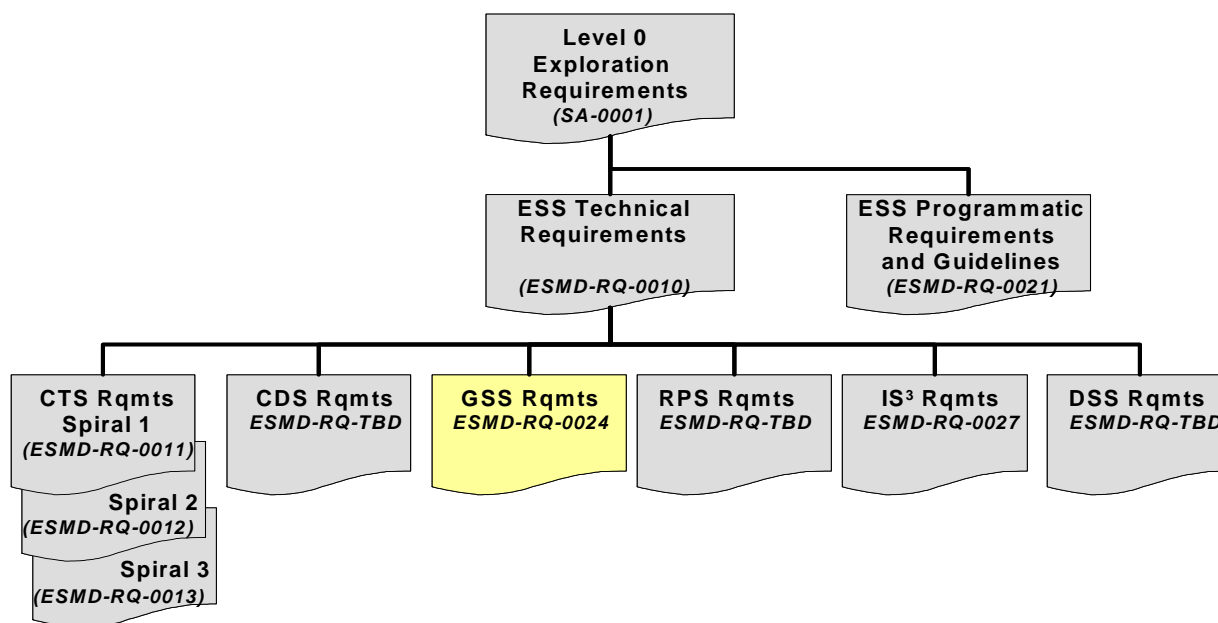 Level 0
Exploration
Requirements
(SA-0001)
ESS Technical
Requirements
(ESMD-RQ-0010)
ESS Programmatic
Requirements
and Guidelines
(ESMD-RQ-0021)
CTS Rqmts
Spiral 1
(ESMD-RQ-0011)
Spiral 2
(ESMD-RQ-0012)
Spiral 3
(ESMD-RQ-0013)
CDS Rqmts
ESMD-RQ-TBD
GSS Rqmts
ESMD-RQ-0024
RPS Rqmts
ESMD-RQ-TBD
IS³ Rqmts
ESMD-RQ-0027
DSS Rqmts
ESMD-RQ-TBD